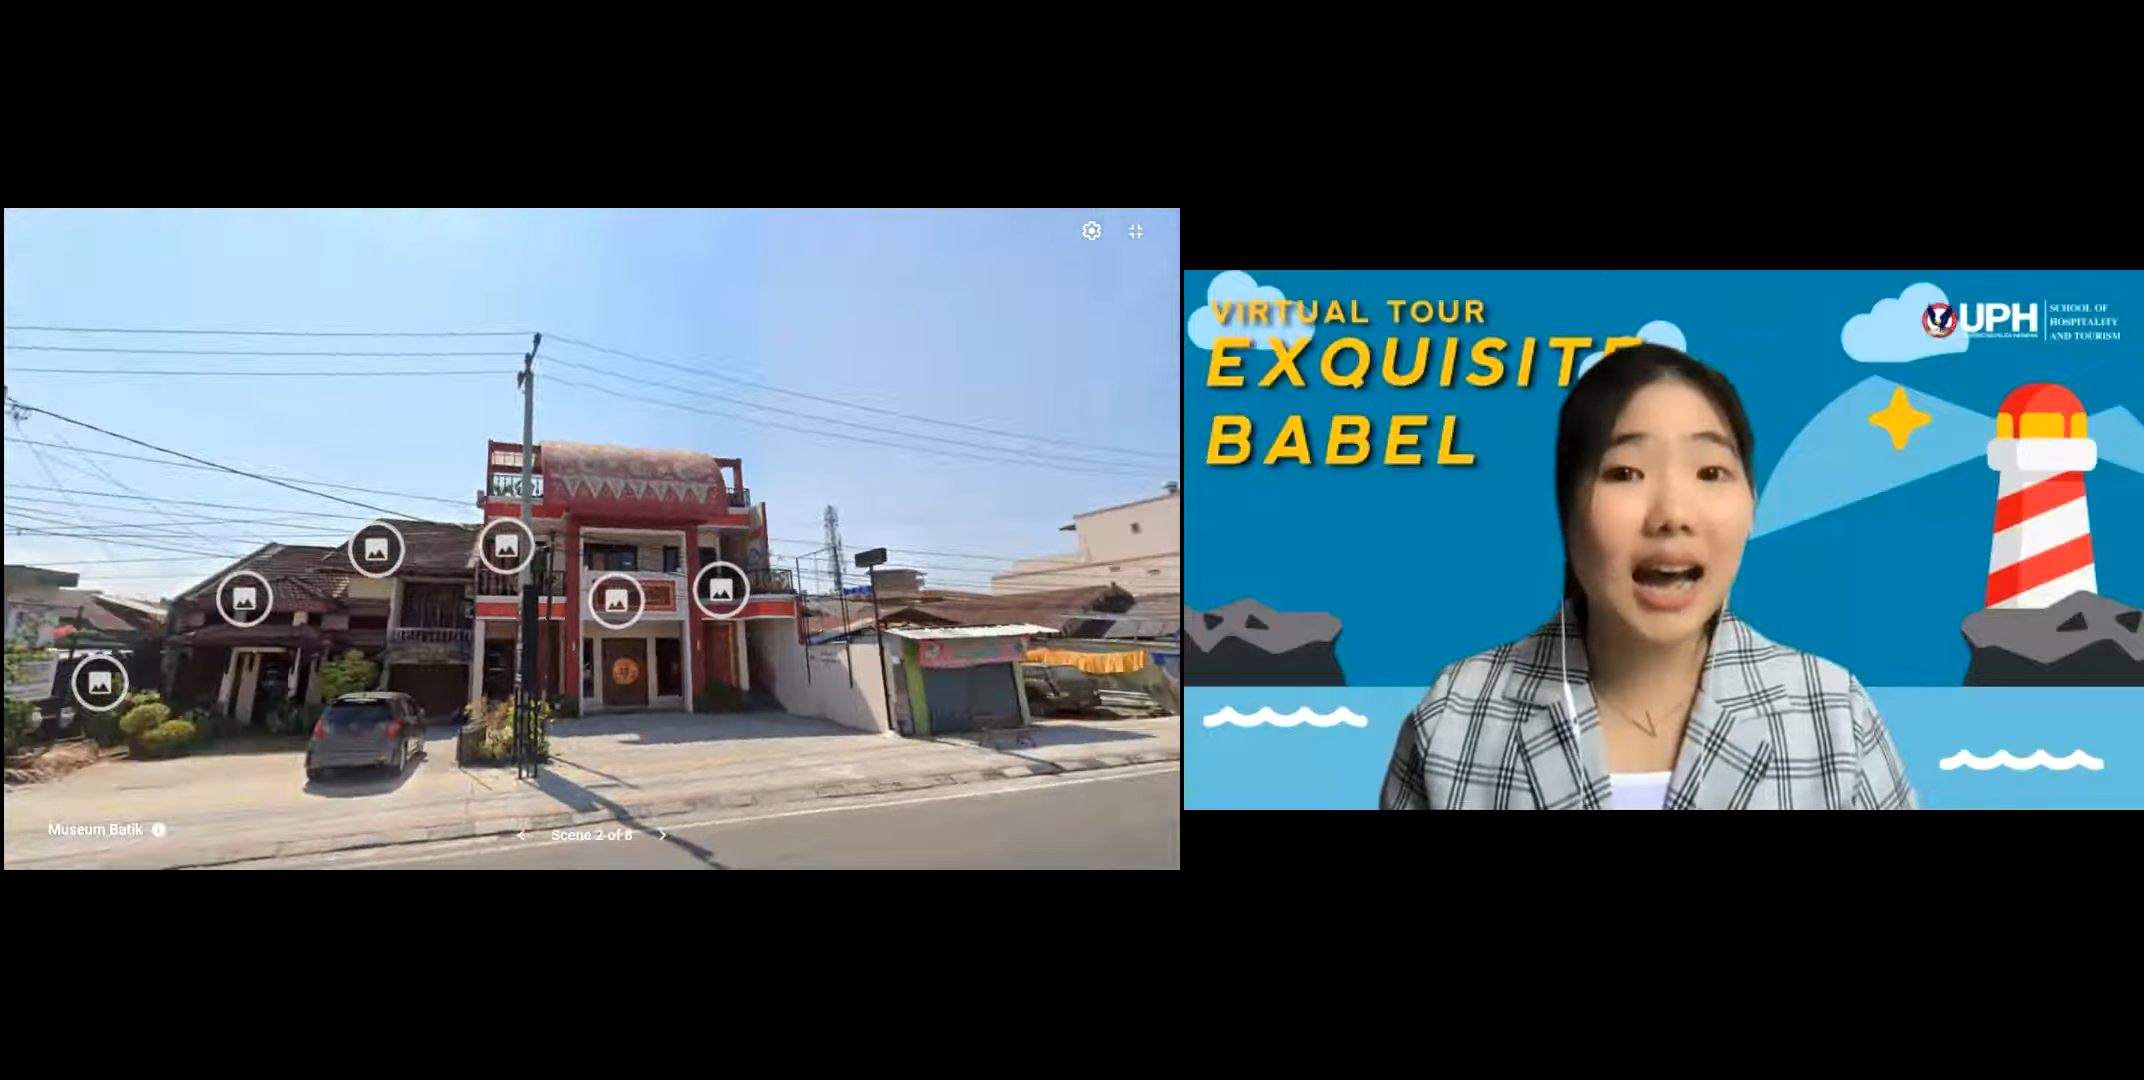 Museum Batik
Scene 2 of 8
VIRTUAL TOUR
EXQUISITE
BABEL
UPH
SCHOOL OF
HOSPITALITY
AND TOURISM